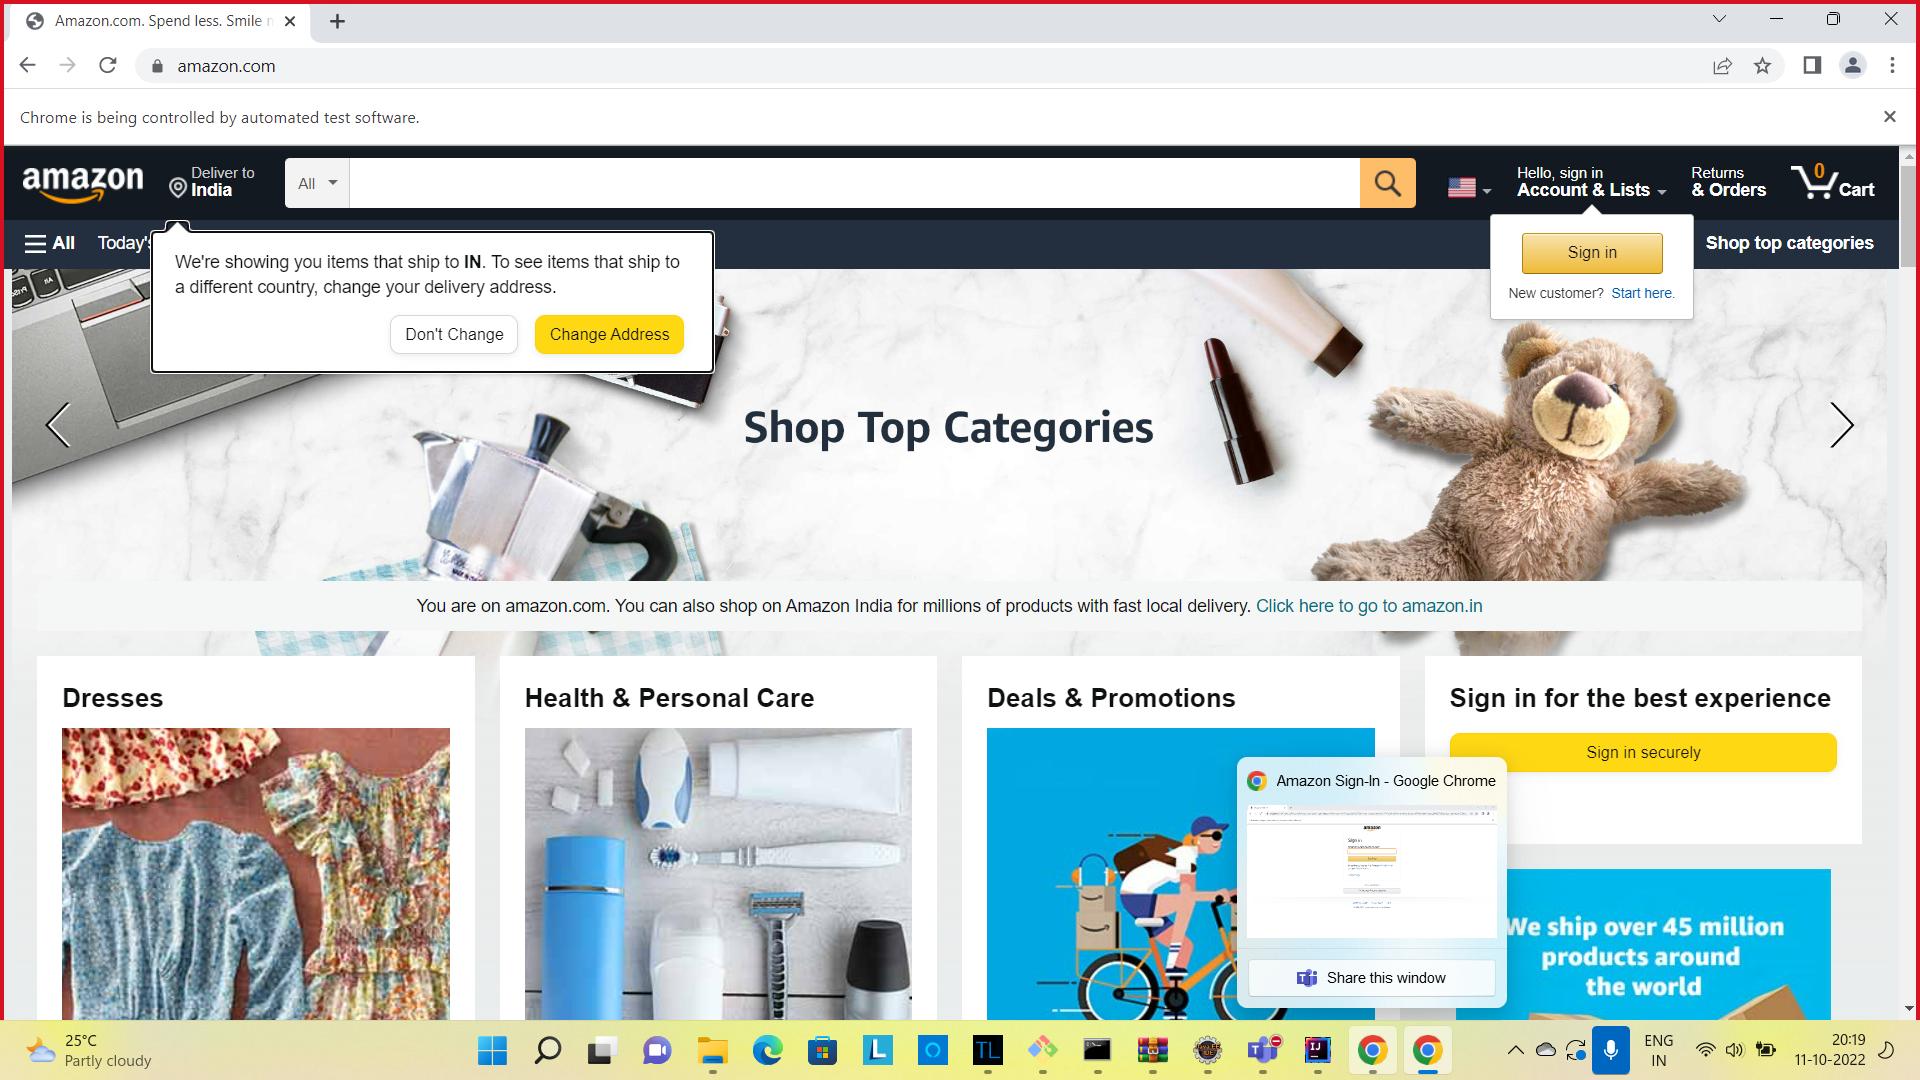 Amazon.com. Spend less. Smile
amazon.com
Chrome is being controlled by automated test software.
amazon
Deliver to
India
All
Hello, sign in
Account & Lists
Returns
& Orders
0
Cart
All
Today's
Shop top categories
We're showing you items that ship to IN. To see items that ship to
a different country, change your delivery address.
Don't Change
Change Address
Sign in
New customer? Start here.
Shop Top Categories
You are on amazon.com. You can also shop on Amazon India for millions of products with fast local delivery. Click here to go to amazon.in
Dresses
Health & Personal Care
Deals & Promotions
Sign in for the best experience
Sign in securely
Amazon Sign-In - Google Chrome
amazon
Sign in
Share this window
We ship over 45 million
products around
the world
25°C
Partly cloudy
TL
IJ
ENG
IN
20:19
11-10-2022